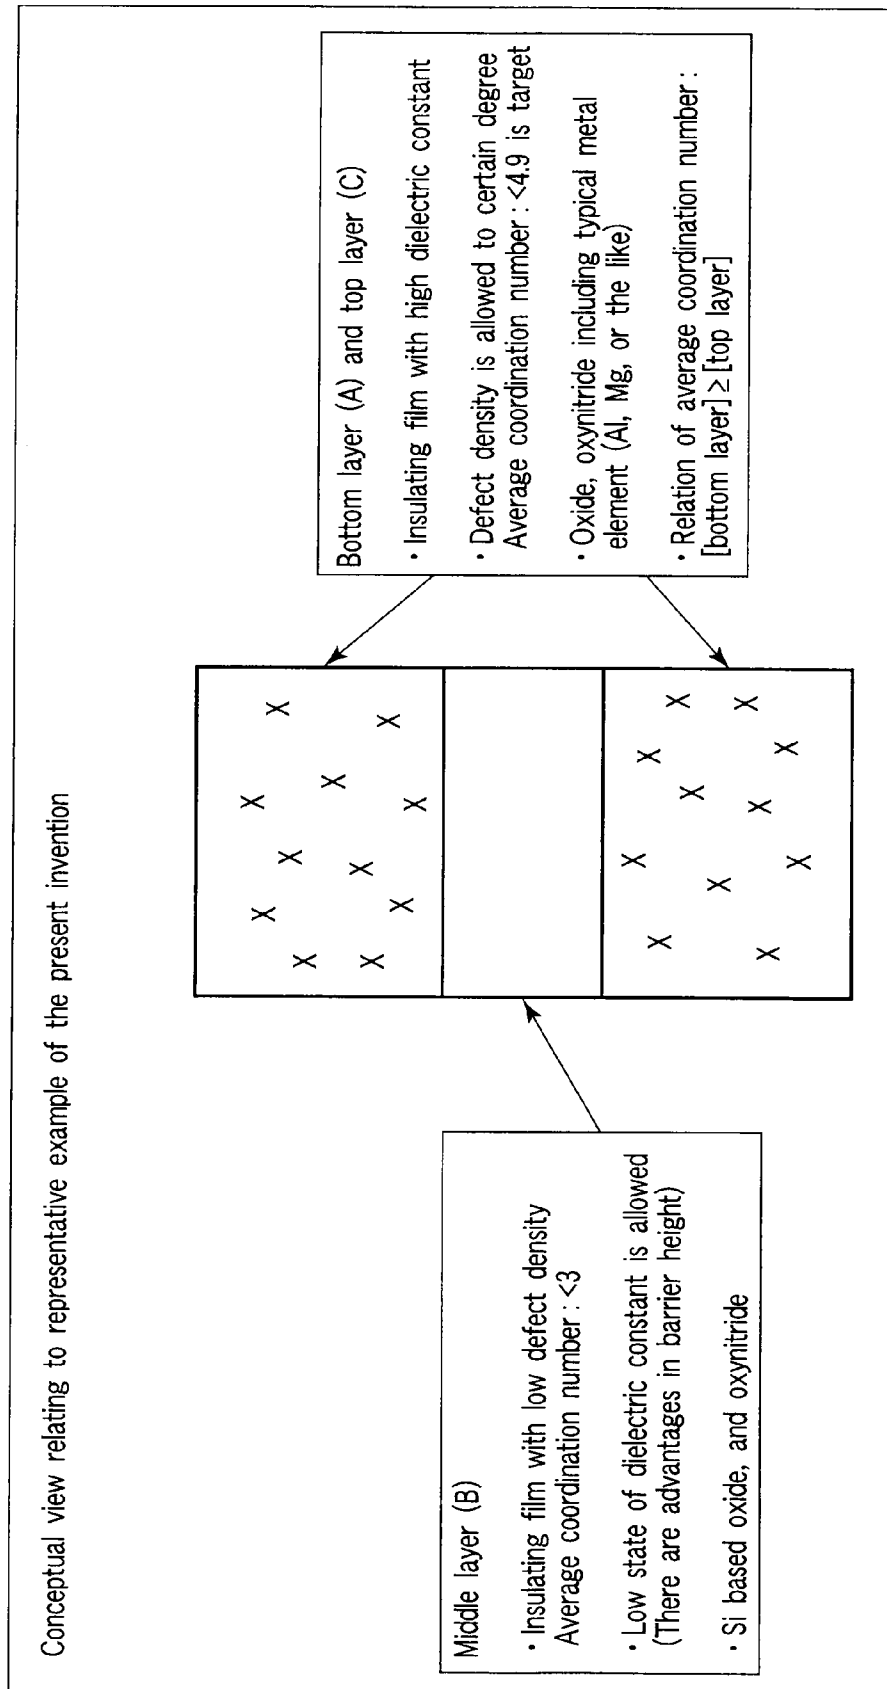 Conceptual view relating to representative example of the present invention
Middle layer (B)
・Insulating film with low defect density
Average coordination number : <3
・Low state of dielectric constant is allowed
(There are advantages in barrier height)
・Si based oxide, and oxynitride
X X X X X X X X X X X X
X X X X X X X X X X X X
Bottom layer (A) and top layer (C)
・Insulating film with high dielectric constant
・Defect density is allowed to certain degree
Average coordination number : <4.9 is target
・Oxide, oxynitride including typical metal
element (Al, Mg, or the like)
・Relation of average coordination number :
[bottom layer] ≥ [top layer]